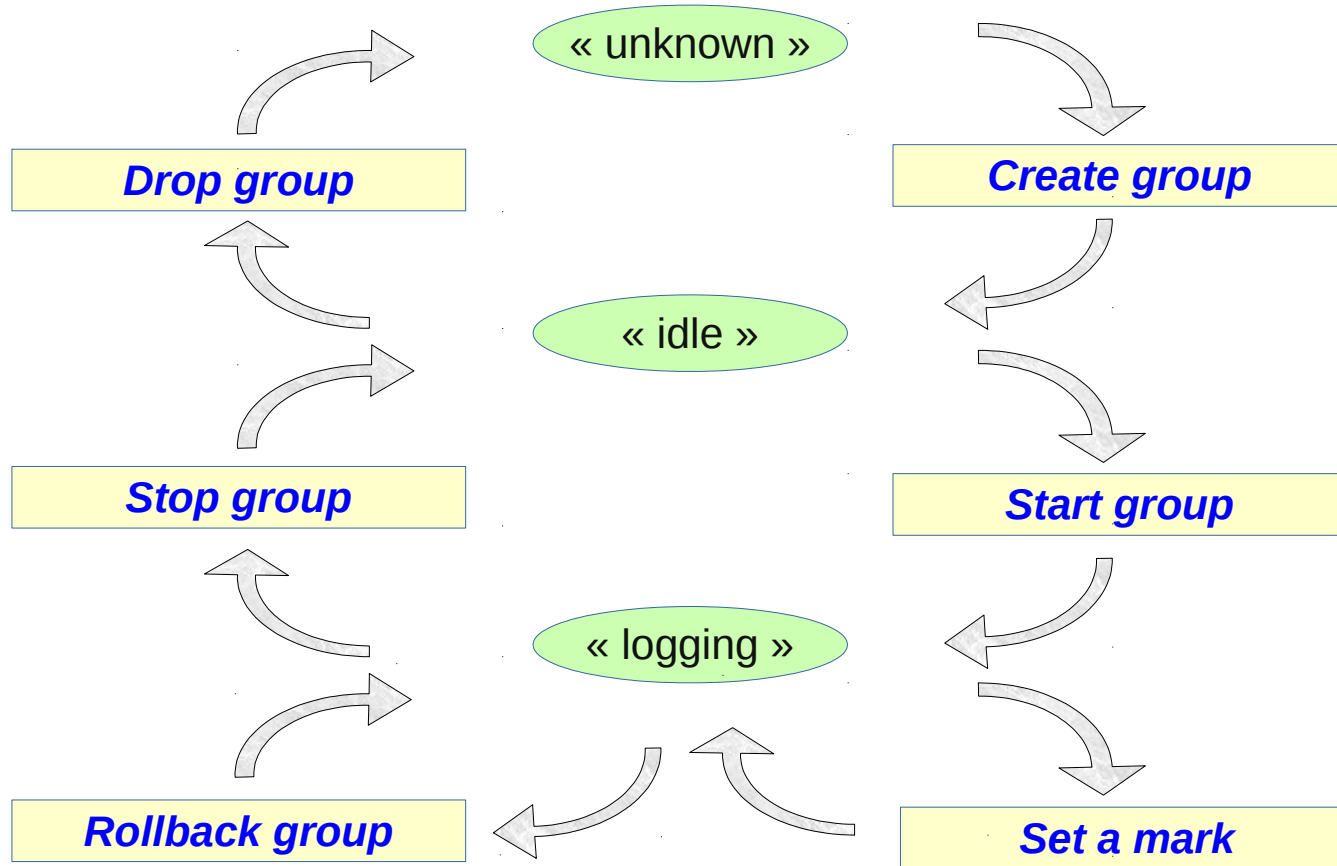 « unknown »
Drop group
Create group
« idle »
Stop group
Start group
« logging »
Rollback group
Set a mark